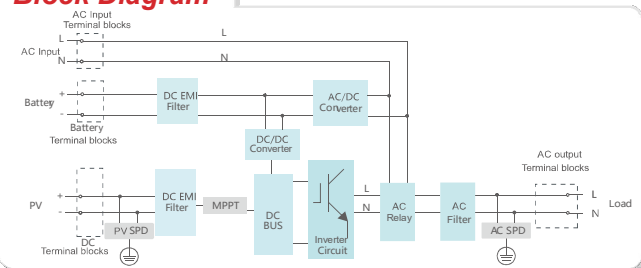 Block Diagram
AC Input
Terminal blocks
L
L
AC Input
N
N
+
Battery
-
Battery
Terminal blocks
DC EMI
Filter
AC/DC
Converter
DC/DC
Converter
PV
+
-
DC
Terminal blocks
PV SPD
DC EMI
Filter
MPPT
DC
BUS
Inverter
Circuit
L
N
AC
Relay
AC
Filter
AC SPD
AC output
Terminal blocks
L
N
Load